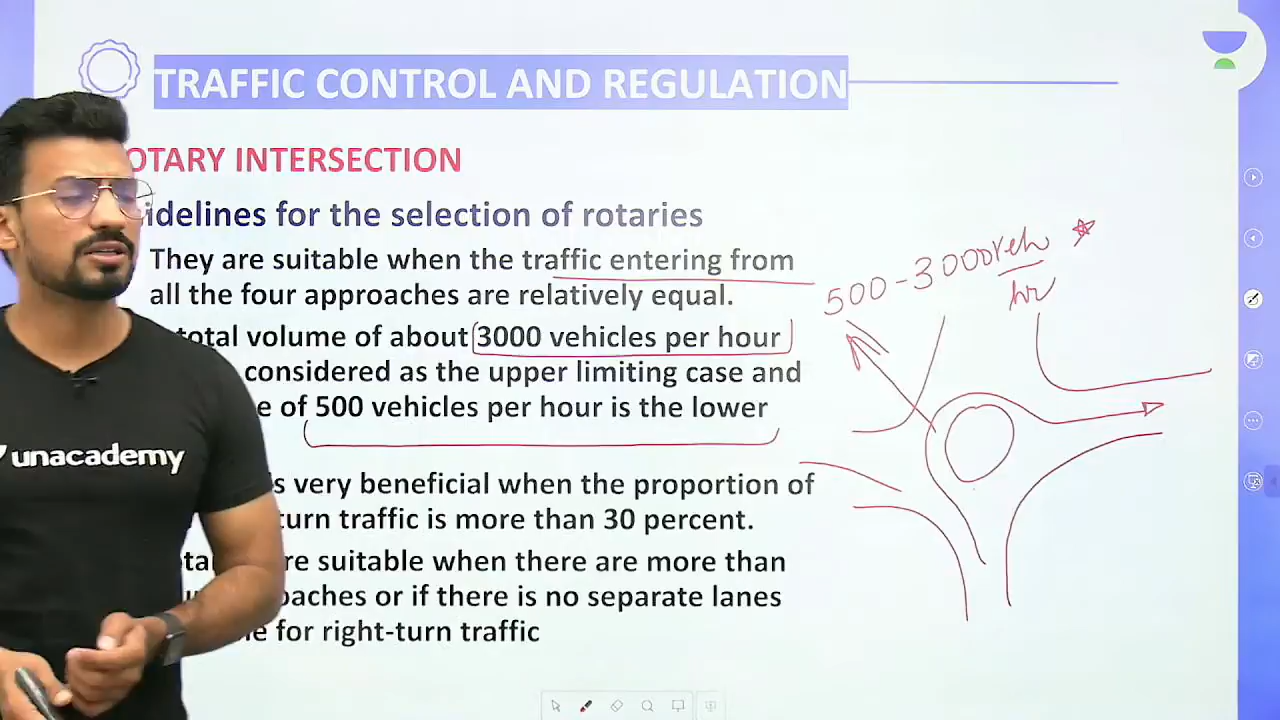 TRAFFIC CONTROL AND REGULATION
OTARY INTERSECTION
idelines for the selection of rotaries
They are suitable when the traffic entering from
all the four approaches are relatively equal.
total volume of about 3000 vehicles per hour
considered as the upper limiting case and
e of 500 vehicles per hour is the lower
s very beneficial when the proportion of
turn traffic is more than 30 percent.
re suitable when there are more than
oaches or if there is no separate lanes
le for right-turn traffic
500-3000 veh
hr
unacademy